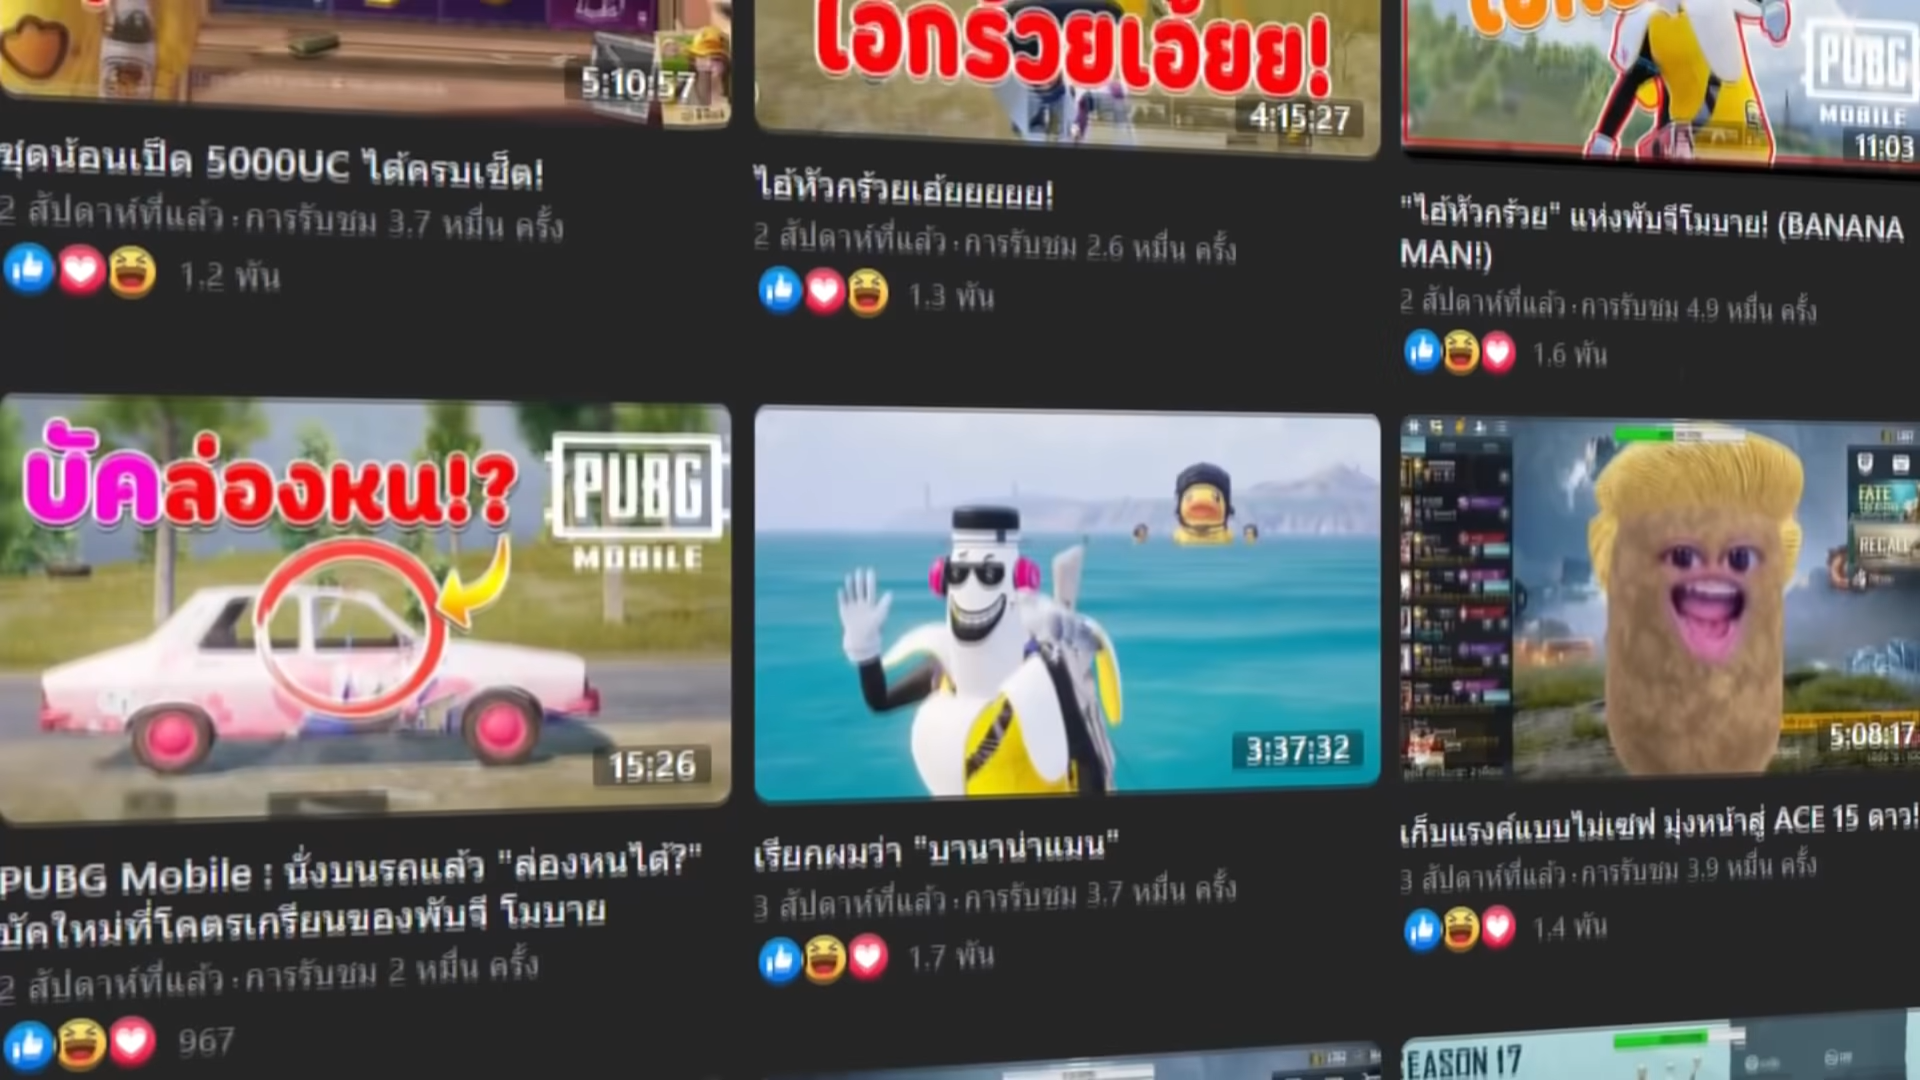 5:10:57
ไอกร้วยเอ้ยย!
4:15:27
PUBG
MOBILE
11:03
ชุดน้อนเป็ด 5000UC ได้ครบเซ็ต!
2 สัปดาห์ที่แล้ว · การรับชม 3.7 หมื่น ครั้ง
1.2 พัน
ไอ้หัวกร้วยเอ้ยยยยยย!
2 สัปดาห์ที่แล้ว · การรับชม 2.6 หมื่น ครั้ง
1.3 พัน
"ไอ้หัวกร้วย" แห่งพับจีโมบาย! (BANANA
MAN!)
2 สัปดาห์ที่แล้ว · การรับชม 4.9 หมื่น ครั้ง
1.6 พัน
บัคล่องหน!?
PUBG
MOBILE
15:26
3:37:32
FATE
RECALL
5:08:17
PUBG Mobile : นั่งบนรถแล้ว "ล่องหนได้?"
บัคใหม่ที่โคตรเกรียนของพับจี โมบาย
2 สัปดาห์ที่แล้ว · การรับชม 2 หมื่น ครั้ง
967
เรียกผมว่า "บานาน่าแมน"
3 สัปดาห์ที่แล้ว · การรับชม 3.7 หมื่น ครั้ง
1.7 พัน
เก็บแรงค์แบบไม่เซฟ มุ่งหน้าสู่ ACE 15 ดาว!
3 สัปดาห์ที่แล้ว · การรับชม 3.9 หมื่น ครั้ง
1.4 พัน
EASON 17